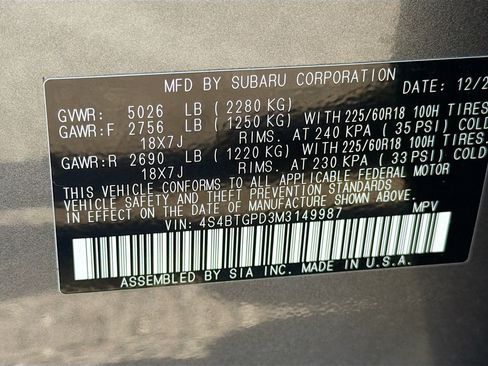 MFD BY SUBARU CORPORATION DATE: 12/2
GVWR: 5026 LB (2280 KG)
GAWR:F 2756 LB (1250 KG) WITH 225/60R18 100H TIRES
18X7J RIMS. AT 240 KPA (35 PSI) COLD
GAWR:R 2690 LB (1220 KG) WITH 225/60R18 100H TIRES
18X7J RIMS. AT 230 KPA (33 PSI) COLD
THIS VEHICLE CONFORMS TO ALL APPLICABLE FEDERAL MOTOR
VEHICLE SAFETY AND THEFT PREVENTION STANDARDS
IN EFFECT ON THE DATE OF MANUFACTURE SHOWN ABOVE.
VIN: 4S4BTGPD3M3149987 MPV
ASSEMBLED BY SIA INC. MADE IN U.S.A.